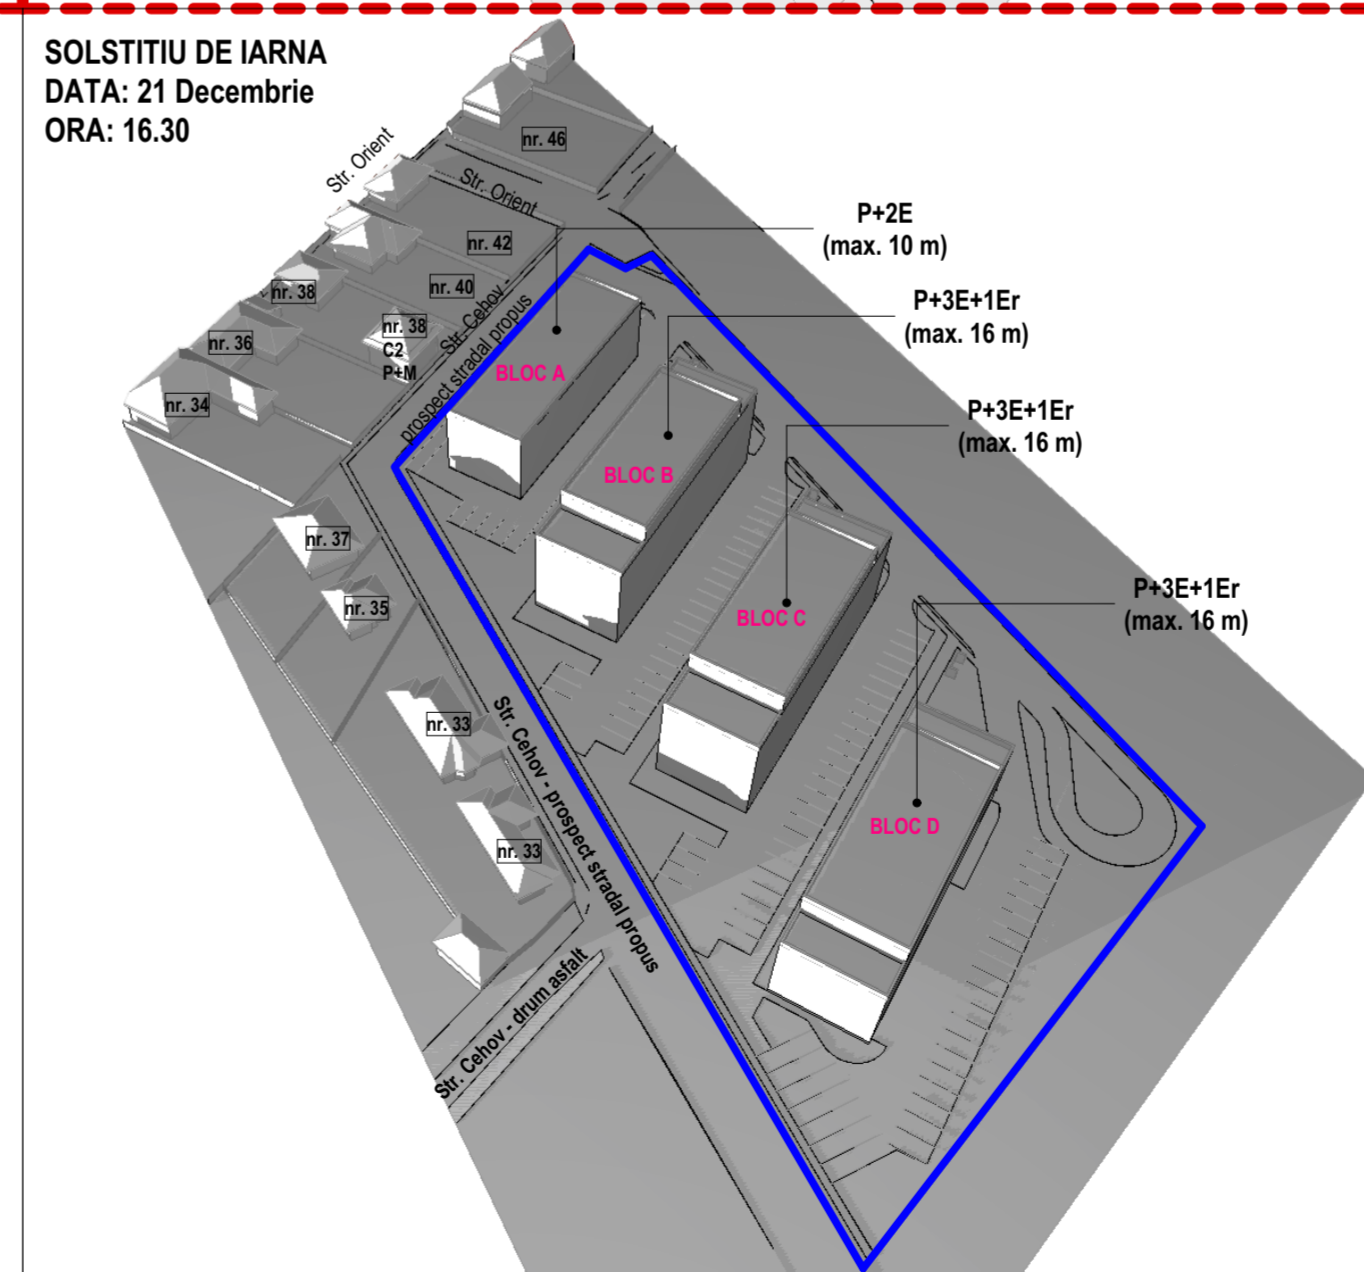 SOLSTITIU DE IARNA
DATA: 21 Decembrie
ORA: 16.30
nr. 46
Str. Orient
Str. Orient
P+2E
(max. 10 m)
nr. 42
nr. 40
nr. 38
P+3E+1Er
(max. 16 m)
nr. 38
C2
P+M
Str. Cehov -
prospect stradal propus
nr. 36
BLOC A
nr. 34
P+3E+1Er
(max. 16 m)
BLOC B
nr. 37
nr. 35
P+3E+1Er
(max. 16 m)
BLOC C
nr. 33
Str. Cehov - prospect stradal propus
BLOC D
nr. 33
Str. Cehov - drum asfalt